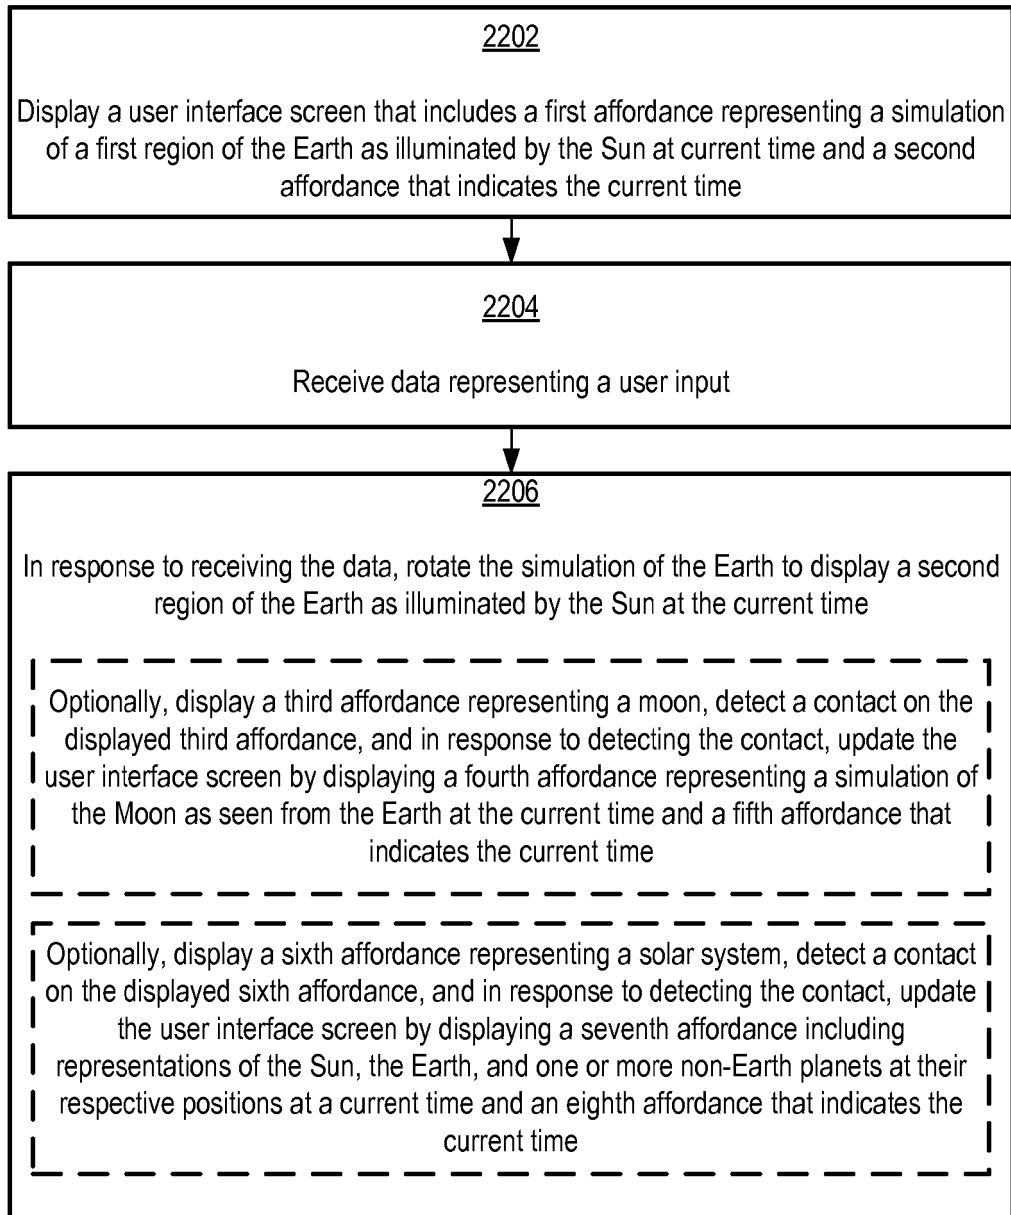 2202
Display a user interface screen that includes a first affordance representing a simulation
of a first region of the Earth as illuminated by the Sun at current time and a second
affordance that indicates the current time
2204
Receive data representing a user input
2206
In response to receiving the data, rotate the simulation of the Earth to display a second
region of the Earth as illuminated by the Sun at the current time
Optionally, display a third affordance representing a moon, detect a contact on the
displayed third affordance, and in response to detecting the contact, update the
user interface screen by displaying a fourth affordance representing a simulation of
the Moon as seen from the Earth at the current time and a fifth affordance that
indicates the current time
Optionally, display a sixth affordance representing a solar system, detect a contact
on the displayed sixth affordance, and in response to detecting the contact, update
the user interface screen by displaying a seventh affordance including
representations of the Sun, the Earth, and one or more non-Earth planets at their
respective positions at a current time and an eighth affordance that indicates the
current time